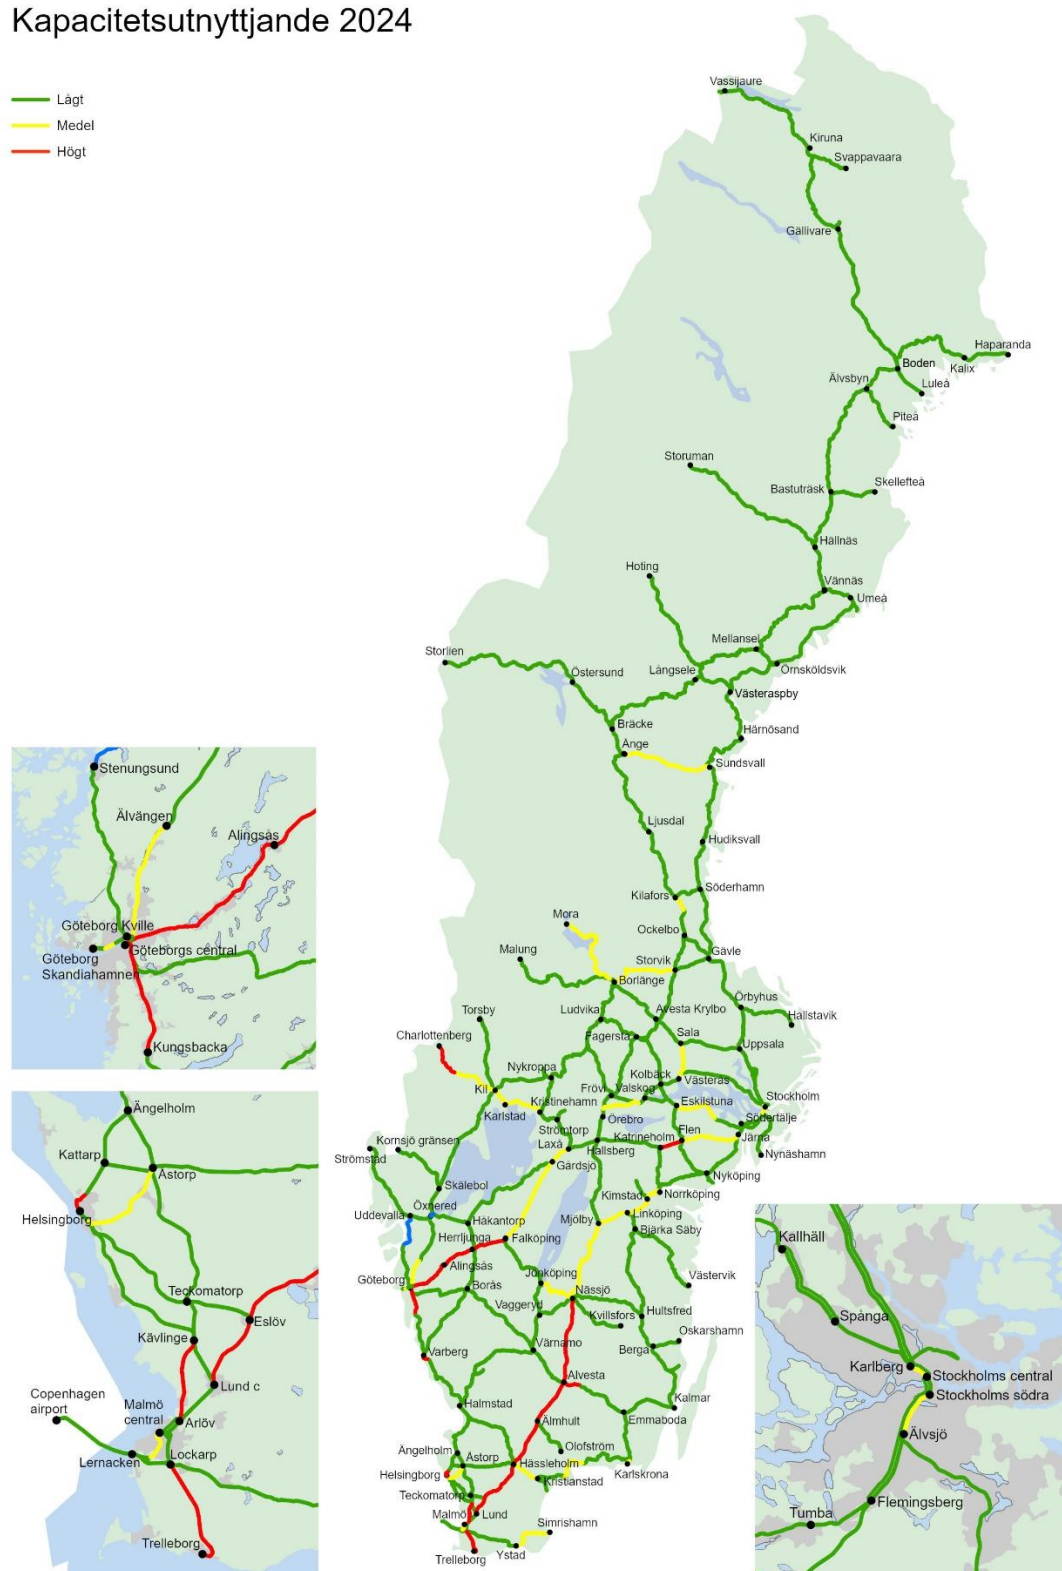 Kapacitetsutnyttjande 2024
Lågt
Medel
Högt
Vassijaure
Kiruna
Svappavaara
Gällivare
Haparanda
Boden
Kalix
Älvsbyn
Luleå
Piteå
Storuman
Bastuträsk
Skellefteå
Hällnäs
Hoting
Vännäs
Umeå
Mellansel
Storlien
Östersund
Långsele
Örnsköldsvik
Västeraspby
Bräcke
Härnösand
Ånge
Sundsvall
Ljusdal
Hudiksvall
Kilafors
Söderhamn
Mora
Ockelbo
Malung
Gävle
Storvik
Borlänge
Örbyhus
Torsby
Ludvika
Avesta Krylbo
Hallstavik
Charlottenberg
Fagersta
Sala
Uppsala
Nykroppa
Kolbäck
Västerås
Kil
Frövi
Valskog
Stockholm
Karlstad
Kristinehamn
Eskilstuna
Örebro
Södertälje
Strömtorp
Flen
Järna
Kornsjö gränsen
Laxå
Katrineholm
Hallsberg
Strömstad
Gårdsjö
Nynäshamn
Nyköping
Skälebol
Kimstad
Norrköping
Öxnered
Linköping
Uddevalla
Håkantorp
Mjölby
Bjärka Säby
Herrljunga
Falköping
Alingsås
Göteborg
Borås
Jönköping
Nässjö
Västervik
Vaggeryd
Kvillsfors
Hultsfred
Oskarshamn
Värnamo
Berga
Varberg
Alvesta
Halmstad
Kalmar
Älmhult
Emmaboda
Ängelholm
Olofström
Åstorp
Hässleholm
Helsingborg
Kristianstad
Karlskrona
Teckomatorp
Malmö
Lund
Simrishamn
Trelleborg
Ystad
Stenungsund
Älvängen
Alingsås
Göteborg Kville
Göteborgs central
Göteborg
Skandiahamnen
Kungsbacka
Ängelholm
Kattarp
Åstorp
Helsingborg
Teckomatorp
Eslöv
Kävlinge
Lund c
Copenhagen
airport
Malmö
central
Arlöv
Lernacken
Lockarp
Trelleborg
Kallhäll
Spånga
Karlberg
Stockholms central
Stockholms södra
Älvsjö
Flemingsberg
Tumba